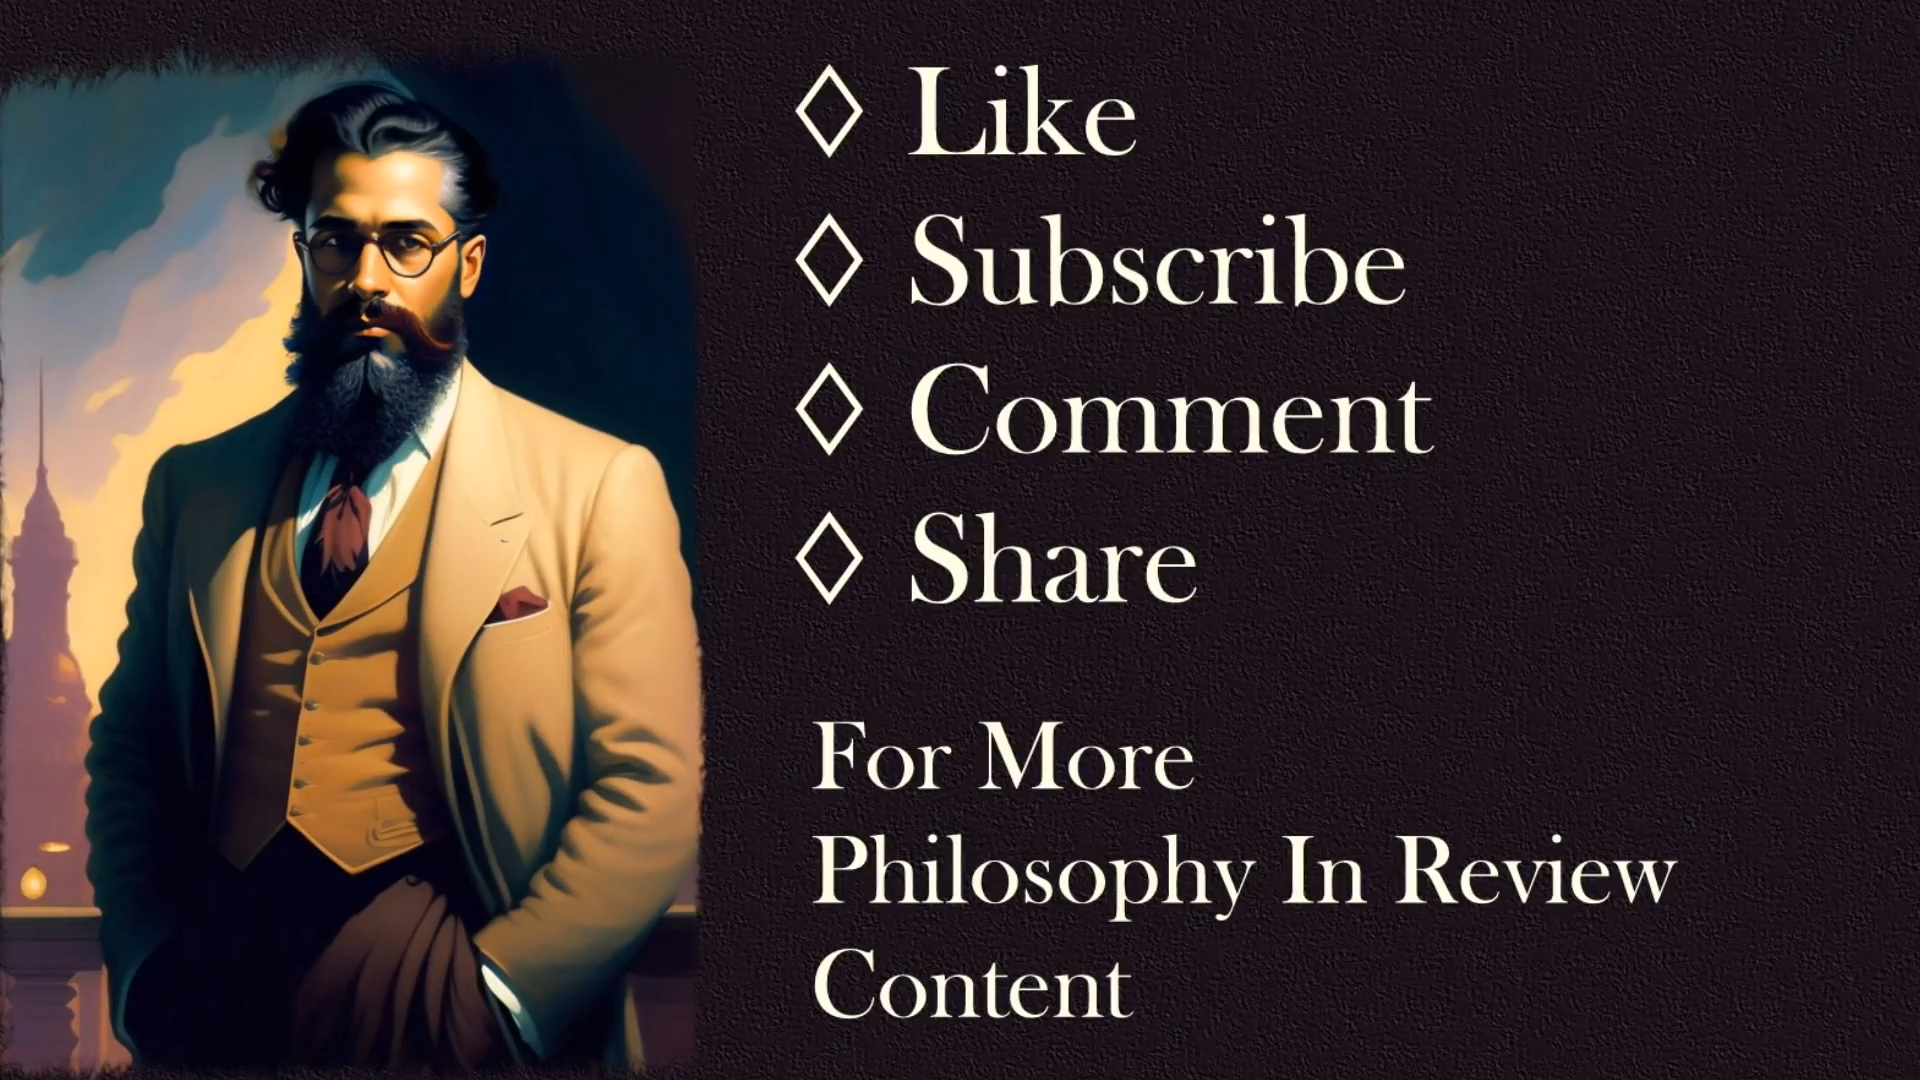 ◊ Like
◊ Subscribe
◊ Comment
◊ Share
For More
Philosophy In Review
Content